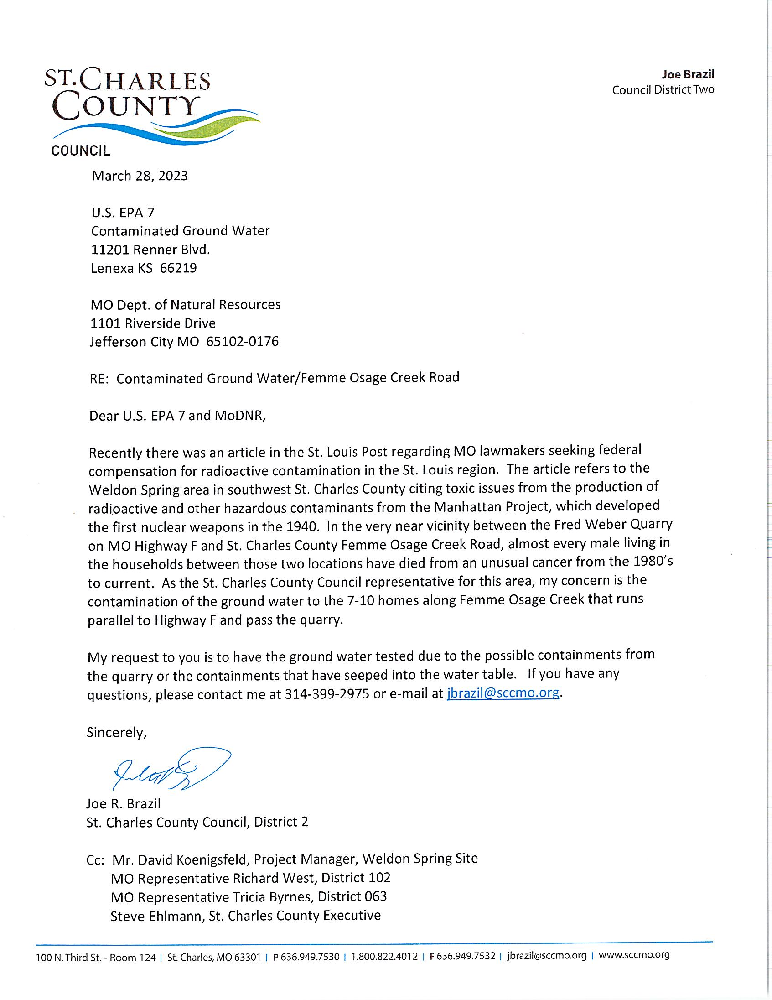 ST. CHARLES
COUNTY
COUNCIL
Joe Brazil
Council District Two
March 28, 2023
U.S. EPA 7
Contaminated Ground Water
11201 Renner Blvd.
Lenexa KS  66219
MO Dept. of Natural Resources
1101 Riverside Drive
Jefferson City MO  65102-0176
RE:  Contaminated Ground Water/Femme Osage Creek Road
Dear U.S. EPA 7 and MoDNR,
Recently there was an article in the St. Louis Post regarding MO lawmakers seeking federal
compensation for radioactive contamination in the St. Louis region.  The article refers to the
Weldon Spring area in southwest St. Charles County citing toxic issues from the production of
radioactive and other hazardous contaminants from the Manhattan Project, which developed
the first nuclear weapons in the 1940.  In the very near vicinity between the Fred Weber Quarry
on MO Highway F and St. Charles County Femme Osage Creek Road, almost every male living in
the households between those two locations have died from an unusual cancer from the 1980's
to current.  As the St. Charles County Council representative for this area, my concern is the
contamination of the ground water to the 7-10 homes along Femme Osage Creek that runs
parallel to Highway F and pass the quarry.
My request to you is to have the ground water tested due to the possible containments from
the quarry or the containments that have seeped into the water table.   If you have any
questions, please contact me at 314-399-2975 or e-mail at jbrazil@sccmo.org.
Sincerely,
Joe R. Brazil
St. Charles County Council, District 2
Cc:  Mr. David Koenigsfeld, Project Manager, Weldon Spring Site
MO Representative Richard West, District 102
MO Representative Tricia Byrnes, District 063
Steve Ehlmann, St. Charles County Executive
100 N. Third St. - Room 124 | St. Charles, MO 63301 | P 636.949.7530 | 1.800.822.4012 | F 636.949.7532 | jbrazil@sccmo.org | www.sccmo.org